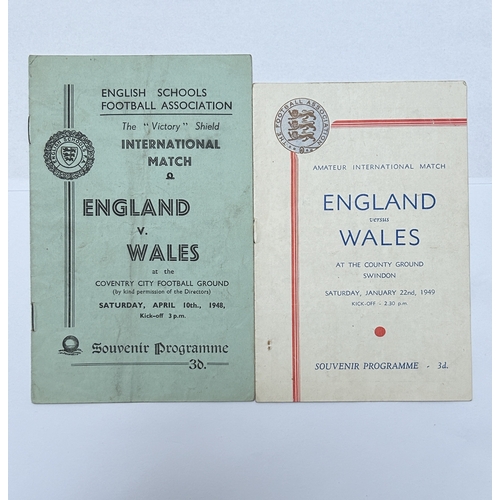 ENGLISH SCHOOLS
FOOTBALL ASSOCIATION
The "Victory" Shield
INTERNATIONAL
MATCH
ENGLAND
v.
WALES
at the
COVENTRY CITY FOOTBALL GROUND
(by kind permission of the Directors)
SATURDAY, APRIL 10th., 1948,
Kick-off 3 p.m.
Souvenir Programme
3d.
THE FOOTBALL ASSOCIATION
AMATEUR INTERNATIONAL MATCH
ENGLAND
versus
WALES
AT THE COUNTY GROUND
SWINDON
SATURDAY, JANUARY 22nd, 1949
KICK-OFF - 2.30 p.m.
SOUVENIR PROGRAMME - 3d.